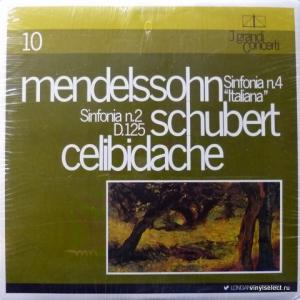 10
I grandi
Concerti
mendelssohn Sinfonia n.4
"Italiana"
Sinfonia n.2
D.125 schubert
celibidache
vinylselect.ru